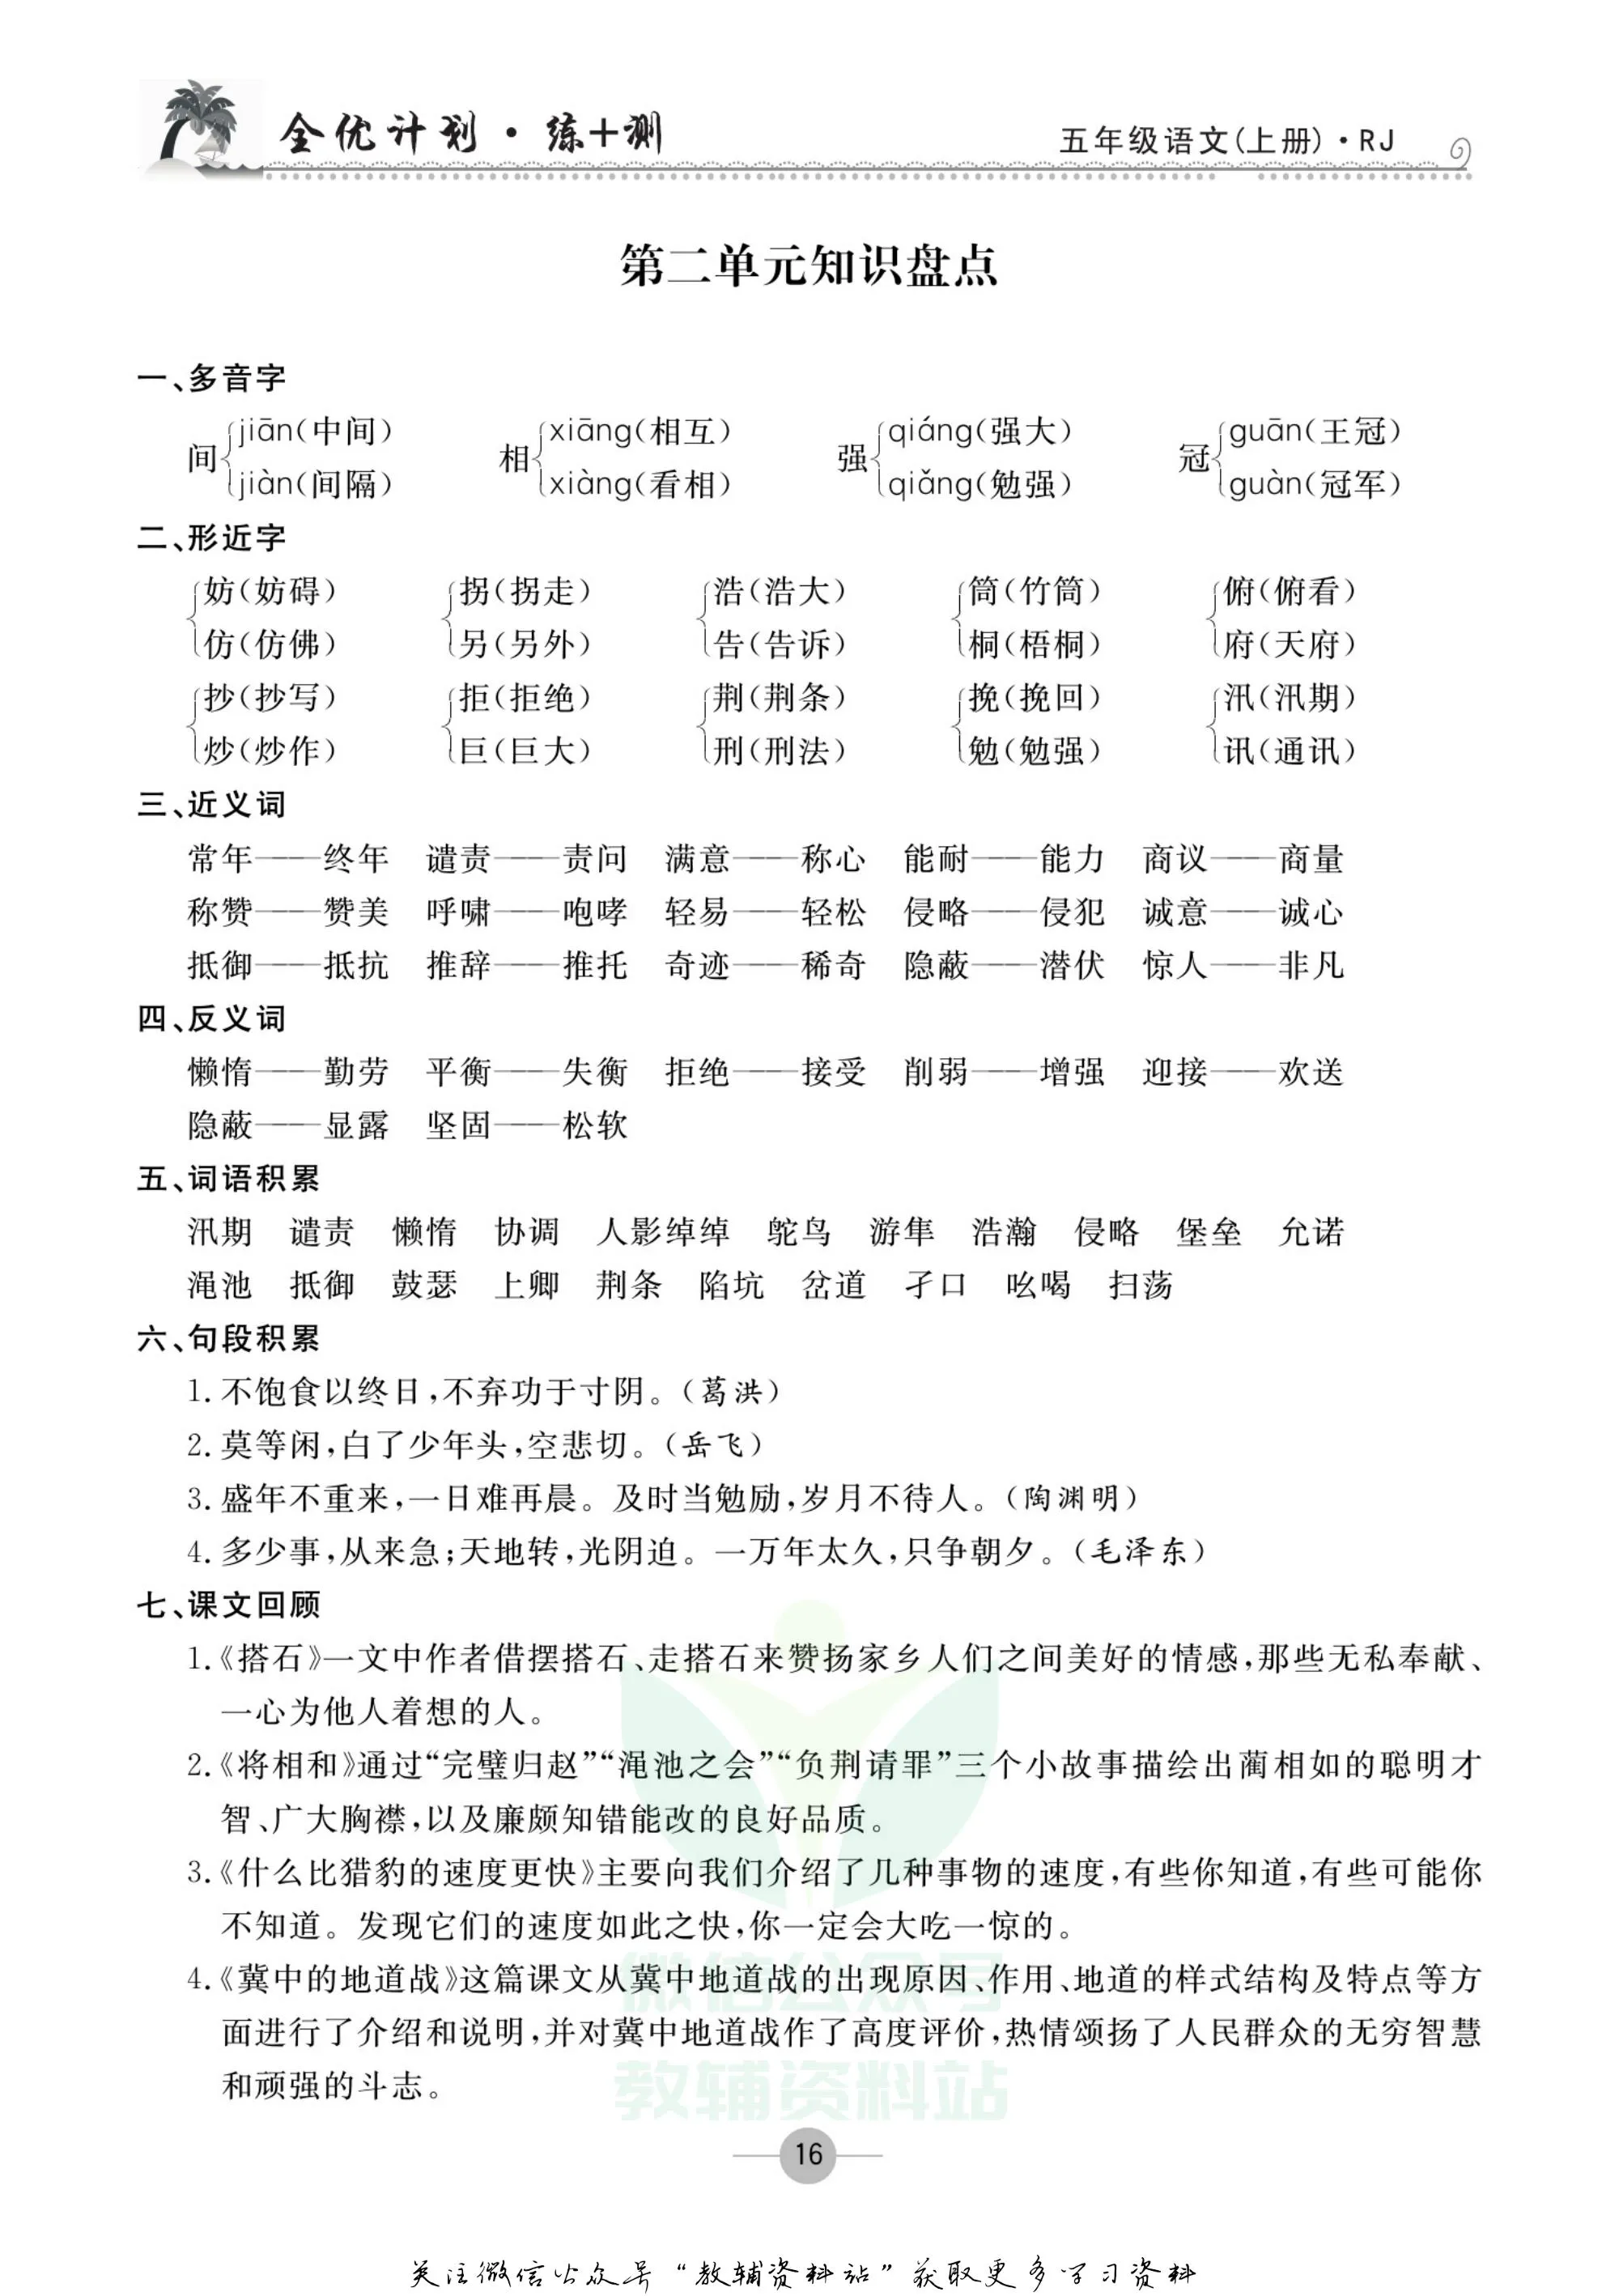 全优计划·练+测
五年级语文(上册)·RJ
第二单元知识盘点
一、多音字
间{jiān(中间) 相{xiāng(相互) 强{qiáng(强大) 冠{guān(王冠)
jiàn(间隔) xiàng(看相) qiǎng(勉强) guàn(冠军)
二、形近字
妨(妨碍) 拐(拐走) 浩(浩大) 筒(竹筒) 俯(俯看)
仿(仿佛) 另(另外) 告(告诉) 桐(梧桐) 府(天府)
抄(抄写) 拒(拒绝) 荆(荆条) 挽(挽回) 汛(汛期)
炒(炒作) 巨(巨大) 刑(刑法) 勉(勉强) 讯(通讯)
三、近义词
常年——终年 谴责——责问 满意——称心 能耐——能力 商议——商量
称赞——赞美 呼啸——咆哮 轻易——轻松 侵略——侵犯 诚意——诚心
抵御——抵抗 推辞——推托 奇迹——稀奇 隐蔽——潜伏 惊人——非凡
四、反义词
懒惰——勤劳 平衡——失衡 拒绝——接受 削弱——增强 迎接——欢送
隐蔽——显露 坚固——松软
五、词语积累
汛期 谴责 懒惰 协调 人影绰绰 鸵鸟 游隼 浩瀚 侵略 堡垒 允诺
渑池 抵御 鼓瑟 上卿 荆条 陷坑 岔道 孑口 吆喝 扫荡
六、句段积累
1.不饱食以终日,不弃功于寸阴。(葛洪)
2.莫等闲,白了少年头,空悲切。(岳飞)
3.盛年不重来,一日难再晨。及时当勉励,岁月不待人。(陶渊明)
4.多少事,从来急;天地转,光阴迫。一万年太久,只争朝夕。(毛泽东)
七、课文回顾
1.《搭石》一文中作者借摆搭石、走搭石来赞扬家乡人们之间美好的情感,那些无私奉献、
一心为他人着想的人。
2.《将相和》通过“完璧归赵”“渑池之会”“负荆请罪”三个小故事描绘出蔺相如的聪明才
智、广大胸襟,以及廉颇知错能改的良好品质。
3.《什么比猎豹的速度更快》主要向我们介绍了几种事物的速度,有些你知道,有些可能你
不知道。发现它们的速度如此之快,你一定会大吃一惊的。
4.《冀中的地道战》这篇课文从冀中地道战的出现原因、作用、地道的样式结构及特点等方
面进行了介绍和说明,并对冀中地道战作了高度评价,热情颂扬了人民群众的无穷智慧
和顽强的斗志。
微信公众号
教辅资料站
16
关注微信公众号“教辅资料站”获取更多学习资料